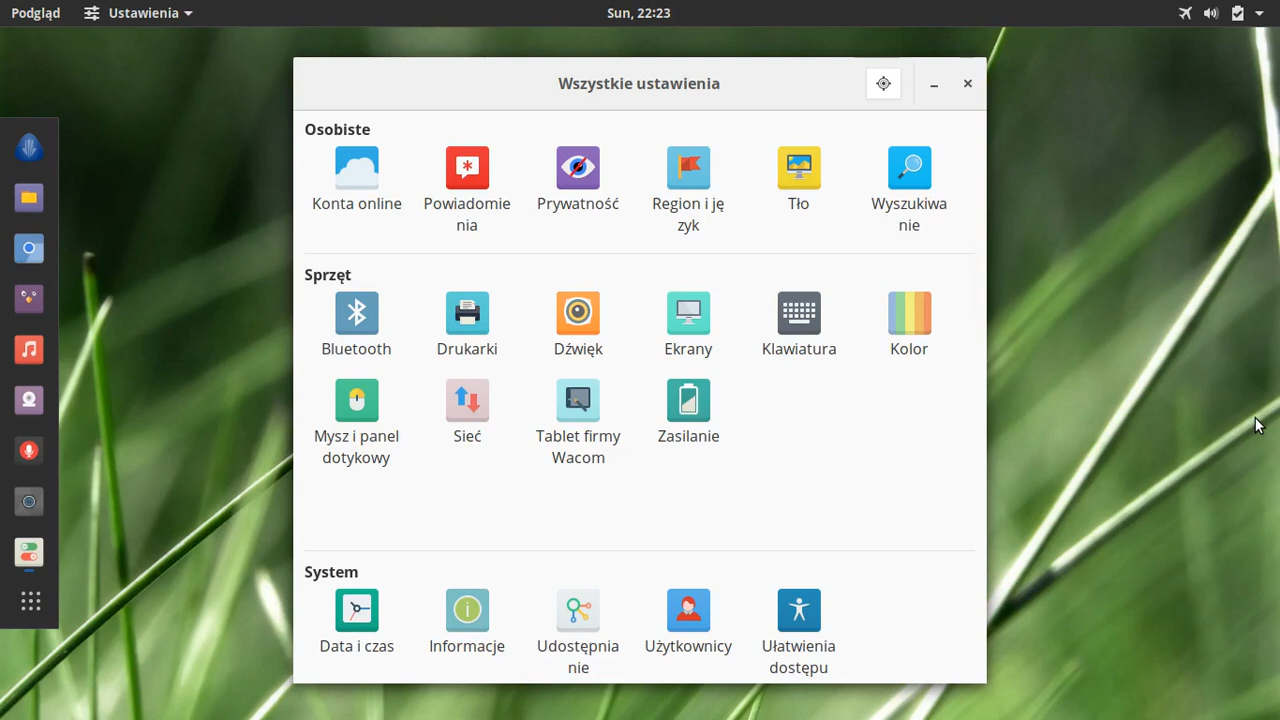 Podgląd
Ustawienia
Sun, 22:23
Wszystkie ustawienia
Osobiste
Konta online
Powiadomie
nia
Prywatność
Region i ję
zyk
Tło
Wyszukiwa
nie
Sprzęt
Bluetooth
Drukarki
Dźwięk
Ekrany
Klawiatura
Kolor
Mysz i panel
dotykowy
Sieć
Tablet firmy
Wacom
Zasilanie
System
Data i czas
Informacje
Udostępnia
nie
Użytkownicy
Ułatwienia
dostępu